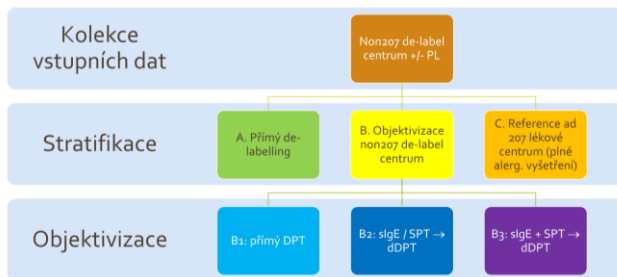 Kolekce
vstupních dat
Non207 de-label
centrum +/- PL
Stratifikace
A. Přímý de-
labelling
B. Objektivizace
non207 de-label
centrum
C. Reference ad
207 lékové
centrum (plné
alerg. vyšetření)
Objektivizace
B1: přímý DPT
B2: sIgE / SPT →
dDPT
B3: sIgE + SPT →
dDPT